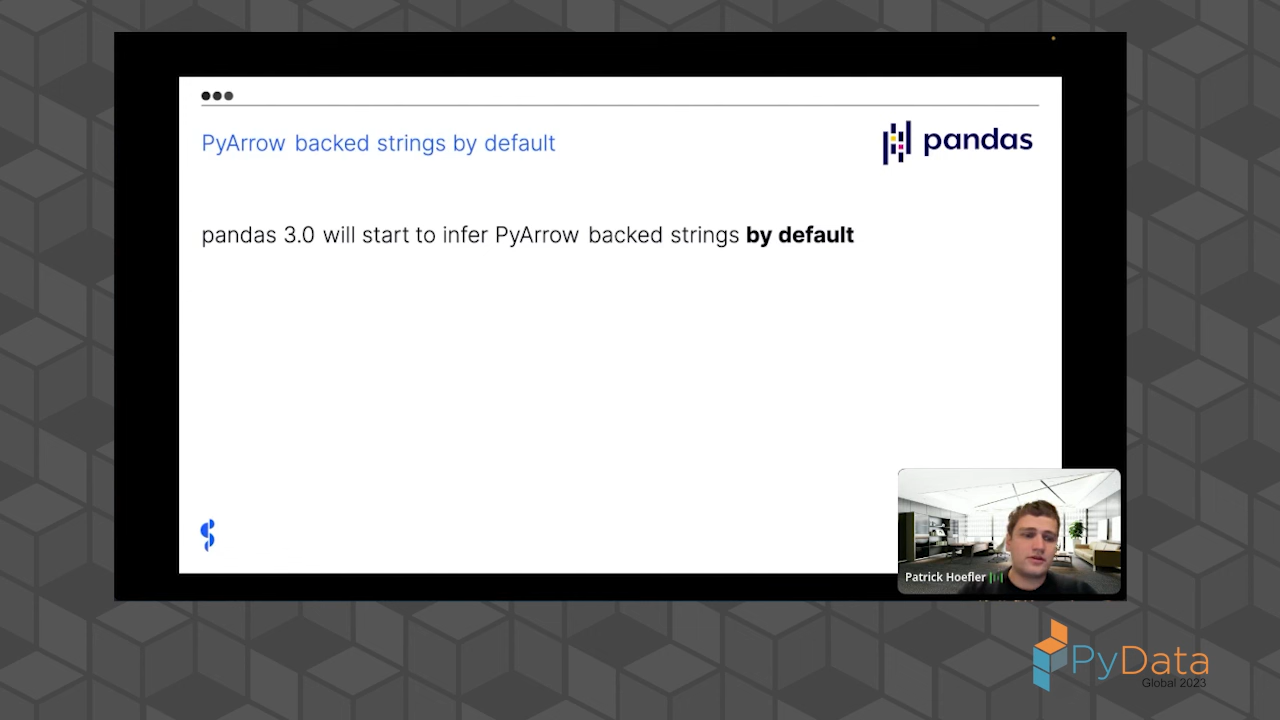 PyArrow backed strings by default
pandas
pandas 3.0 will start to infer PyArrow backed strings by default
Patrick Hoefler
PyData
Global 2023